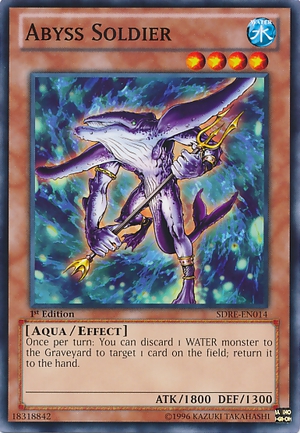 ABYSS SOLDIER
WATER
水
1st Edition
SDRE-EN014
[AQUA / EFFECT]
Once per turn: You can discard 1 WATER monster
to the Graveyard to target 1 card on the field; return it
to the hand.
ATK/1800 DEF/1300
18318842
©1996 KAZUKI TAKAHASHI